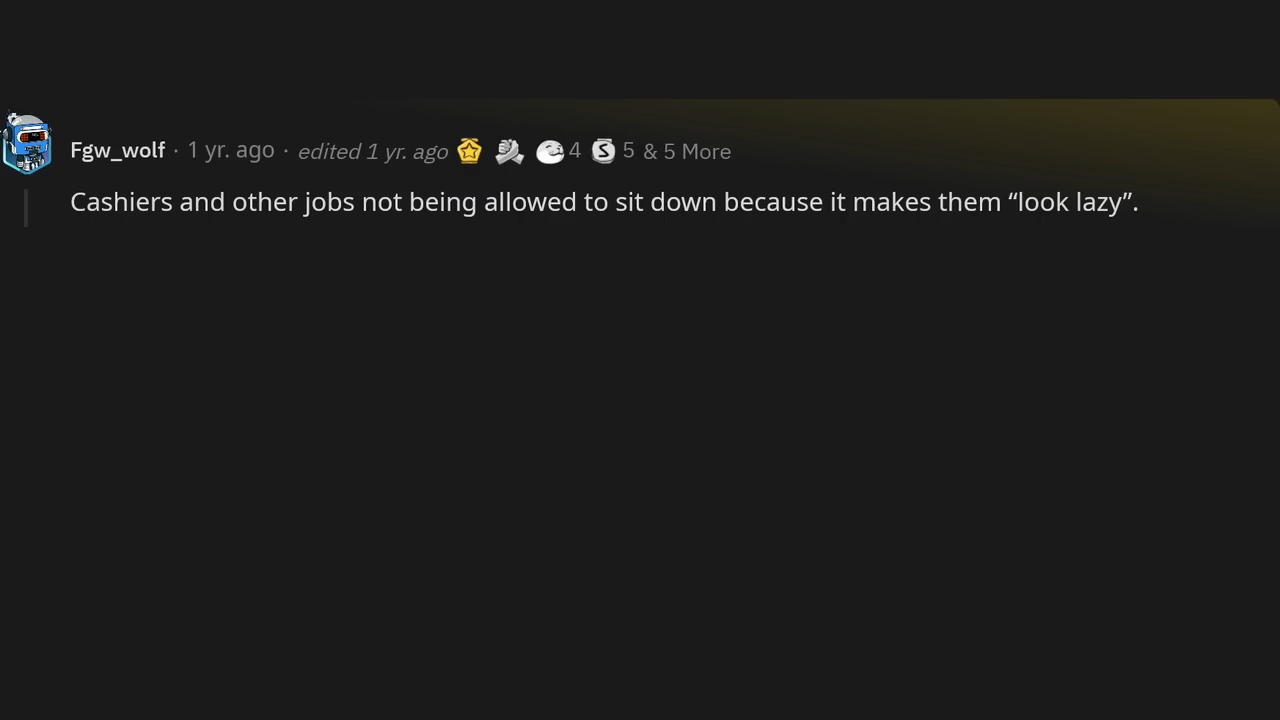 Fgw_wolf · 1 yr. ago · edited 1 yr. ago 4 S 5 & 5 More
Cashiers and other jobs not being allowed to sit down because it makes them “look lazy”.